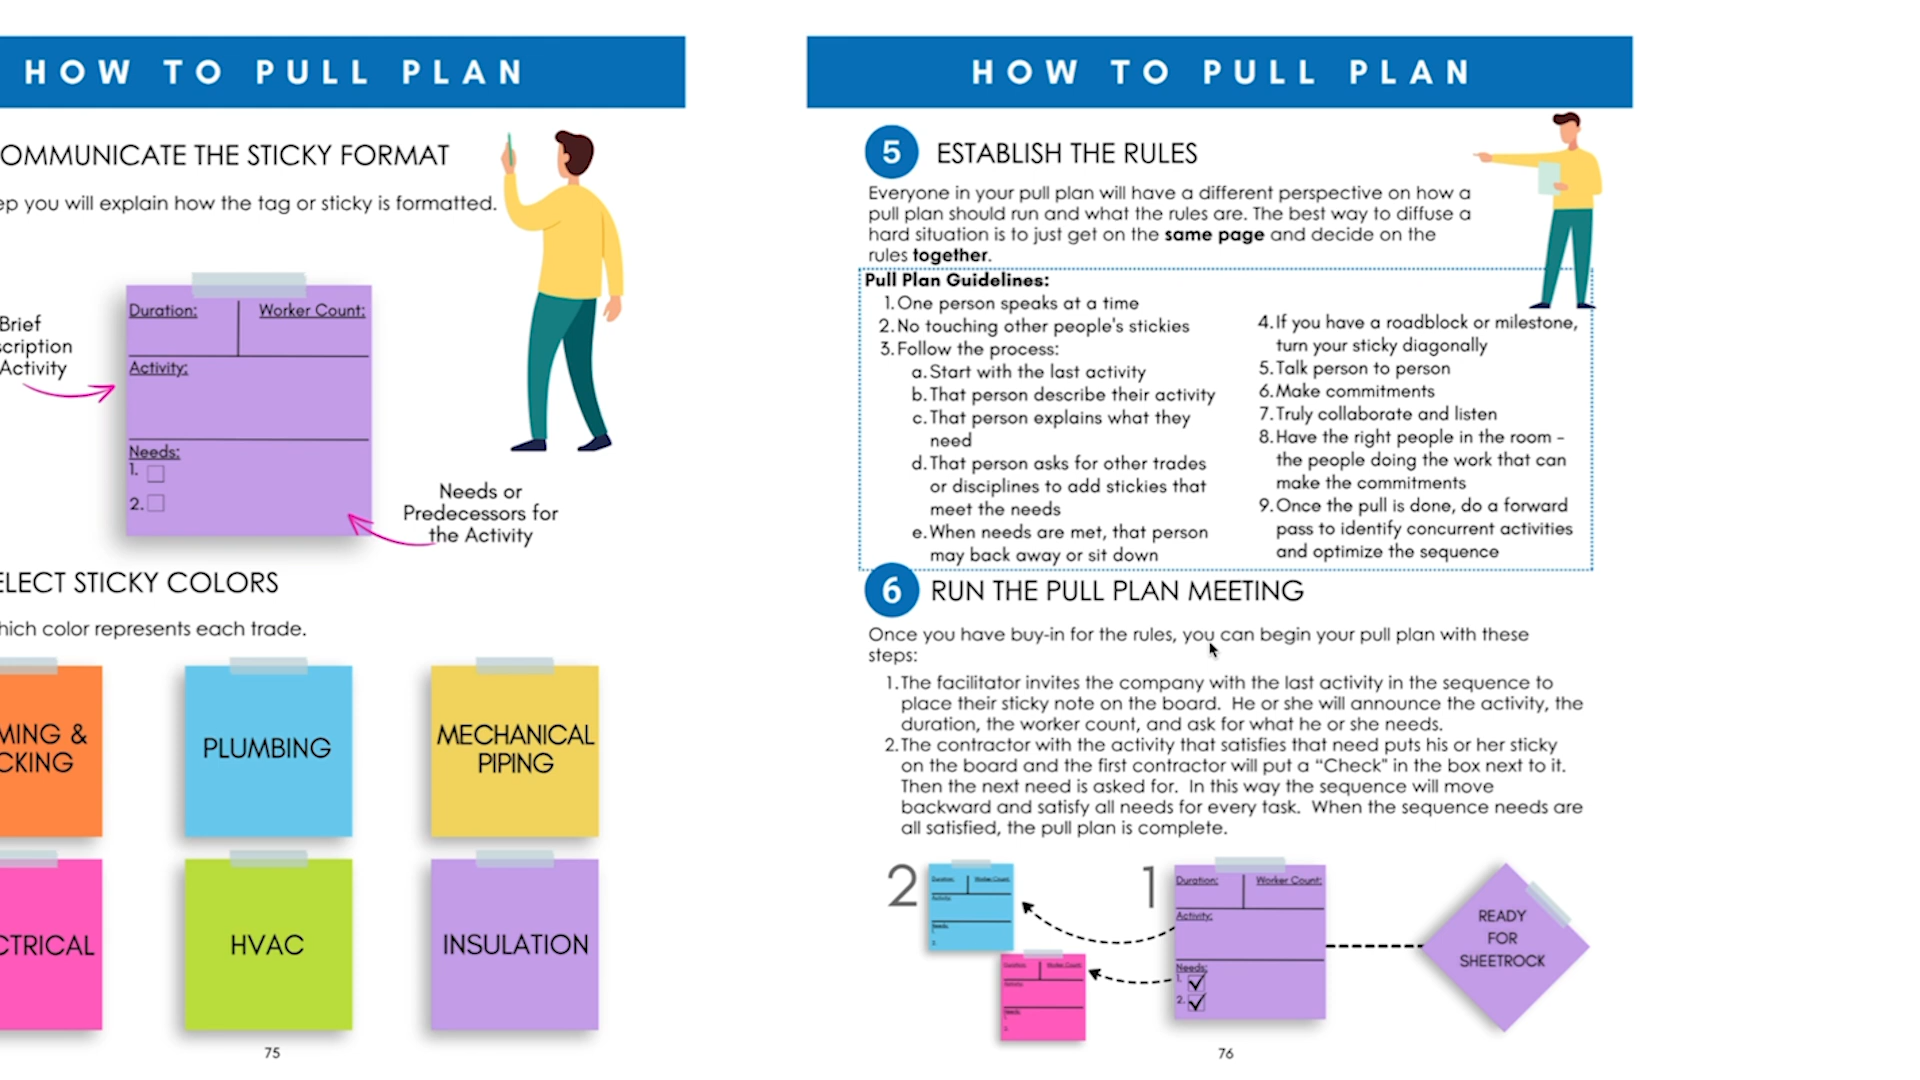 HOW TO PULL PLAN
OMMUNICATE THE STICKY FORMAT
ep you will explain how the tag or sticky is formatted.
Brief
scription
Activity
Duration:
Worker Count:
Activity:
Needs:
1.
2.
Needs or
Predecessors for
the Activity
ELECT STICKY COLORS
hich color represents each trade.
MING &
CKING
PLUMBING
MECHANICAL
PIPING
CTRICAL
HVAC
INSULATION
75
HOW TO PULL PLAN
5 ESTABLISH THE RULES
Everyone in your pull plan will have a different perspective on how a
pull plan should run and what the rules are. The best way to diffuse a
hard situation is to just get on the same page and decide on the
rules together.
Pull Plan Guidelines:
1. One person speaks at a time
2. No touching other people's stickies
3. Follow the process:
a. Start with the last activity
b. That person describe their activity
c. That person explains what they
need
d. That person asks for other trades
or disciplines to add stickies that
meet the needs
e. When needs are met, that person
may back away or sit down
4. If you have a roadblock or milestone,
turn your sticky diagonally
5. Talk person to person
6. Make commitments
7. Truly collaborate and listen
8. Have the right people in the room -
the people doing the work that can
make the commitments
9. Once the pull is done, do a forward
pass to identify concurrent activities
and optimize the sequence
6 RUN THE PULL PLAN MEETING
Once you have buy-in for the rules, you can begin your pull plan with these
steps:
1. The facilitator invites the company with the last activity in the sequence to
place their sticky note on the board. He or she will announce the activity, the
duration, the worker count, and ask for what he or she needs.
2. The contractor with the activity that satisfies that need puts his or her sticky
on the board and the first contractor will put a “Check" in the box next to it.
Then the next need is asked for. In this way the sequence will move
backward and satisfy all needs for every task. When the sequence needs are
all satisfied, the pull plan is complete.
2
Duration:
Worker Count:
Activity:
Needs:
1.
2.
Duration:
Worker Count:
Activity:
Needs:
1.
2.
1
Duration:
Worker Count:
Activity:
Needs:
1.
2.
READY
FOR
SHEETROCK
76